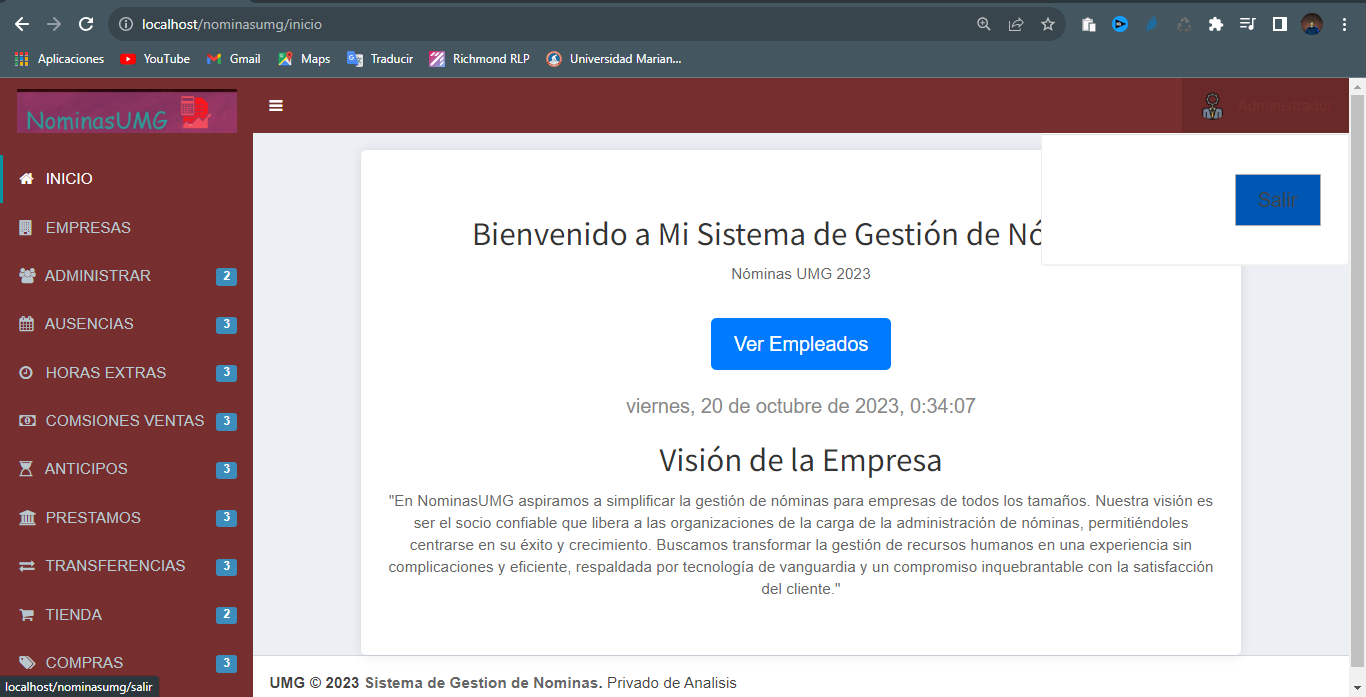 localhost/nominasumg/inicio
Aplicaciones YouTube Gmail Maps Traducir Richmond RLP Universidad Marian...
NominasUMG
Administrador
INICIO
EMPRESAS
ADMINISTRAR 2
AUSENCIAS 3
HORAS EXTRAS 3
COMSIONES VENTAS 3
ANTICIPOS 3
PRESTAMOS 3
TRANSFERENCIAS 3
TIENDA 2
COMPRAS 3
Salir
Bienvenido a Mi Sistema de Gestión de Nó
Nóminas UMG 2023
Ver Empleados
viernes, 20 de octubre de 2023, 0:34:07
Visión de la Empresa
"En NominasUMG aspiramos a simplificar la gestión de nóminas para empresas de todos los tamaños. Nuestra visión es
ser el socio confiable que libera a las organizaciones de la carga de la administración de nóminas, permitiéndoles
centrarse en su éxito y crecimiento. Buscamos transformar la gestión de recursos humanos en una experiencia sin
complicaciones y eficiente, respaldada por tecnología de vanguardia y un compromiso inquebrantable con la satisfacción
del cliente."
UMG © 2023 Sistema de Gestion de Nominas. Privado de Analisis
localhost/nominasumg/salir